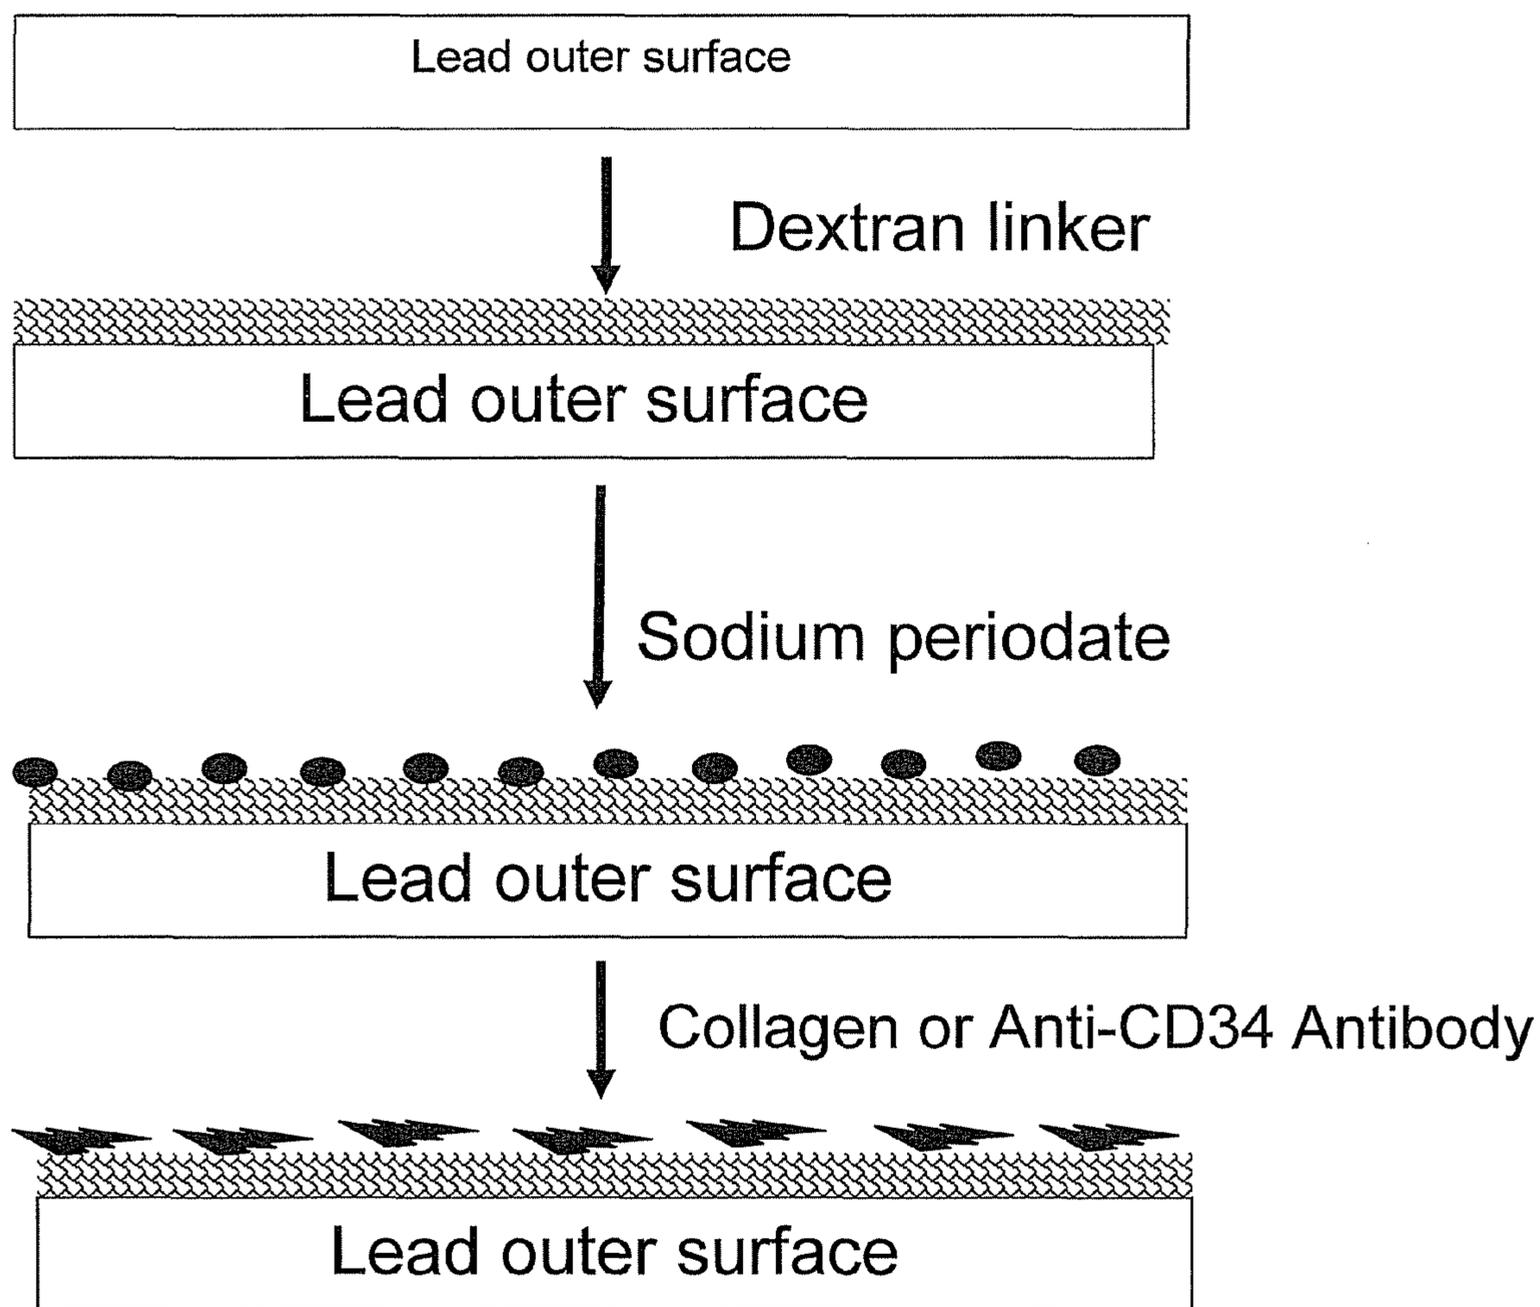 Lead outer surface
Dextran linker
Lead outer surface
Sodium periodate
Lead outer surface
Collagen or Anti-CD34 Antibody
Lead outer surface